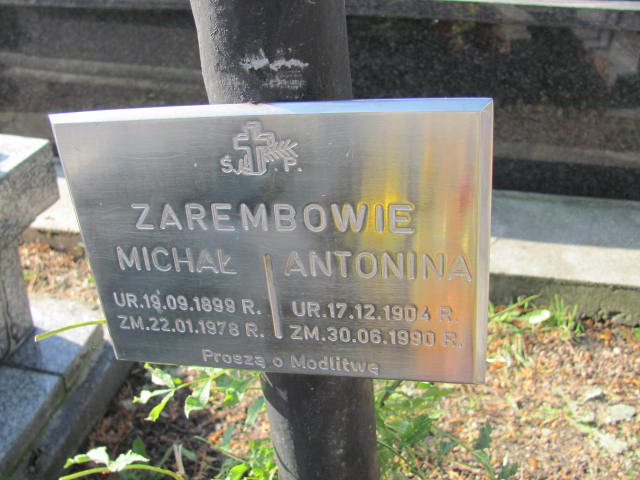 Ś. P.
ZAREMBOWIE
MICHAŁ ANTONINA
UR.19.09.1899 R. UR.17.12.1904 R.
ZM.22.01.1978 R. ZM.30.06.1990 R.
Proszą o Modlitwę